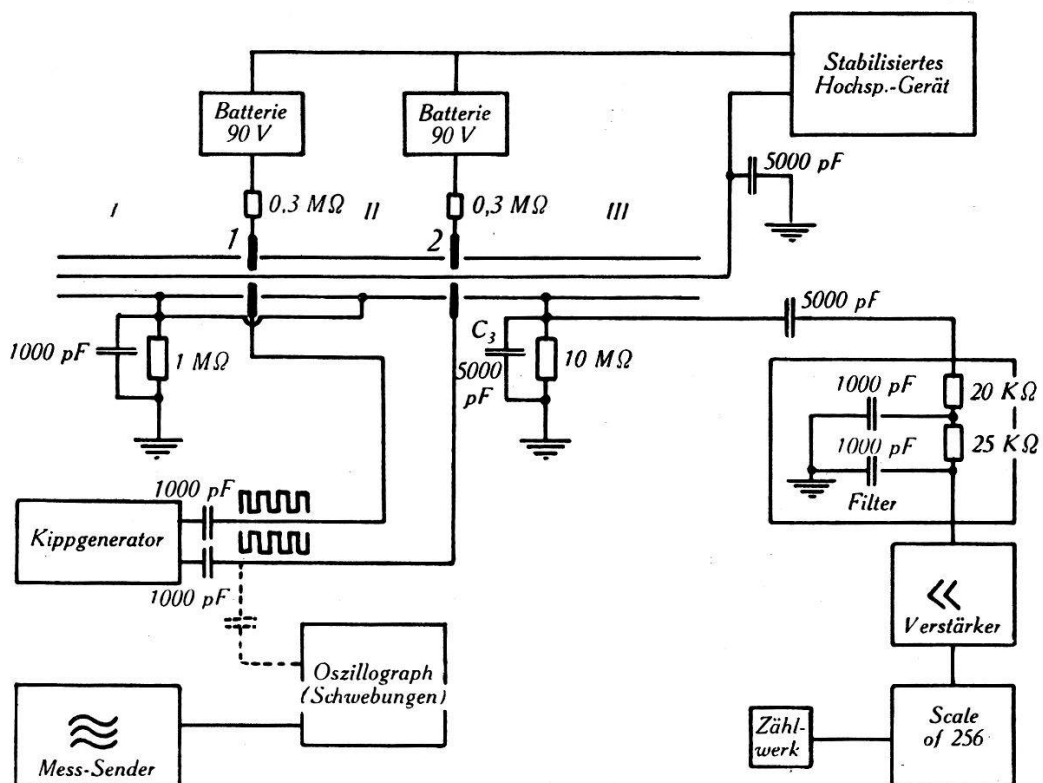 Stabilisiertes
Hochsp.-Gerät
Batterie
90 V
Batterie
90 V
5000 pF
0,3 MΩ
0,3 MΩ
I
II
III
1
2
5000 pF
1000 pF
1 MΩ
C₃
5000
pF
10 MΩ
1000 pF
20 KΩ
1000 pF
25 KΩ
Filter
1000 pF
Kippgenerator
1000 pF
Verstärker
Oszillograph
(Schwebungen)
Mess-Sender
Zähl-
werk
Scale
of 256